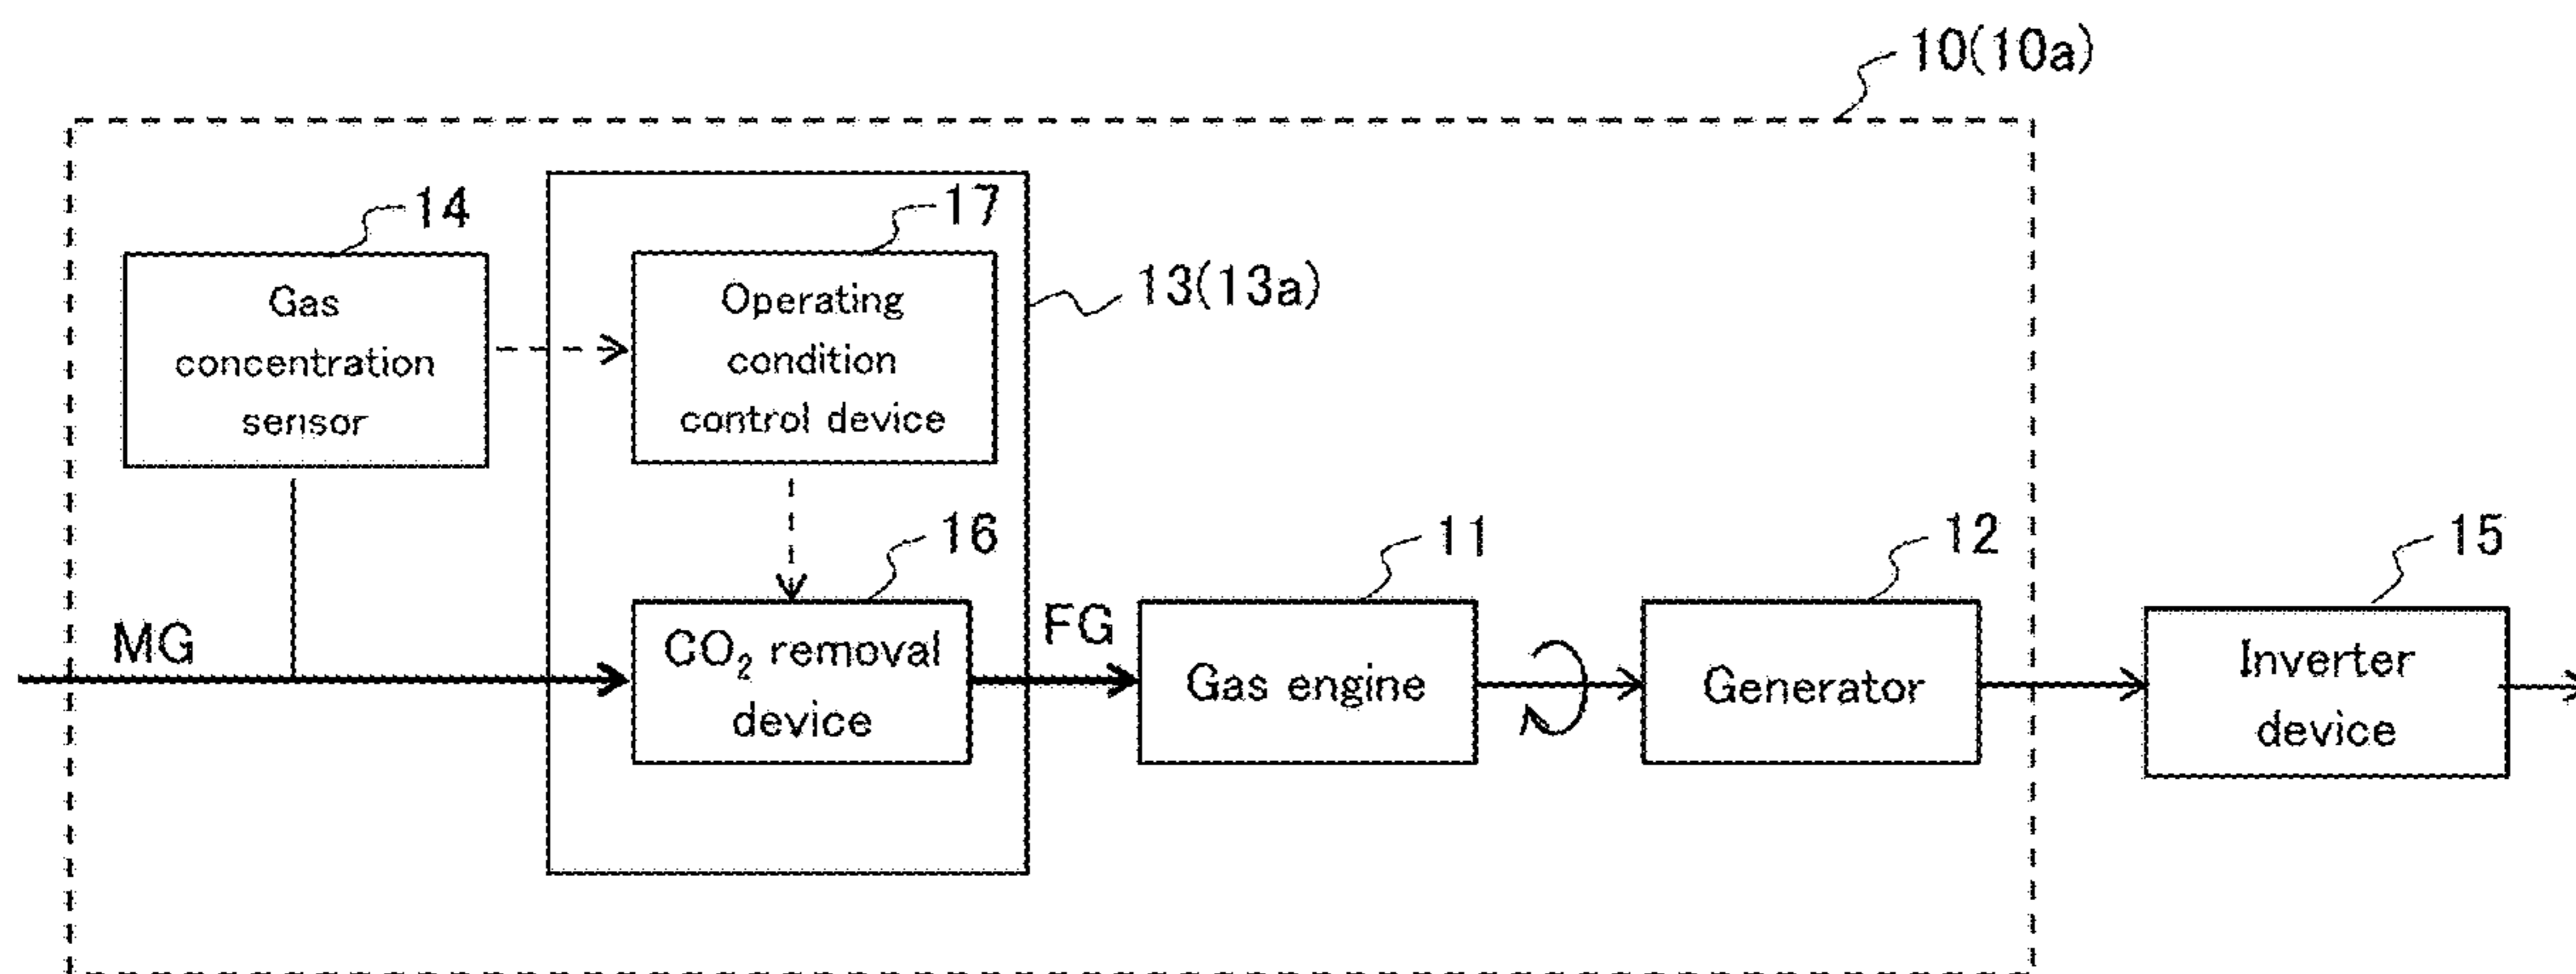 10(10a)
14
17
Gas
concentration
sensor
Operating
condition
control device
13(13a)
16
11
12
15
MG
CO₂ removal
device
FG
Gas engine
Generator
Inverter
device